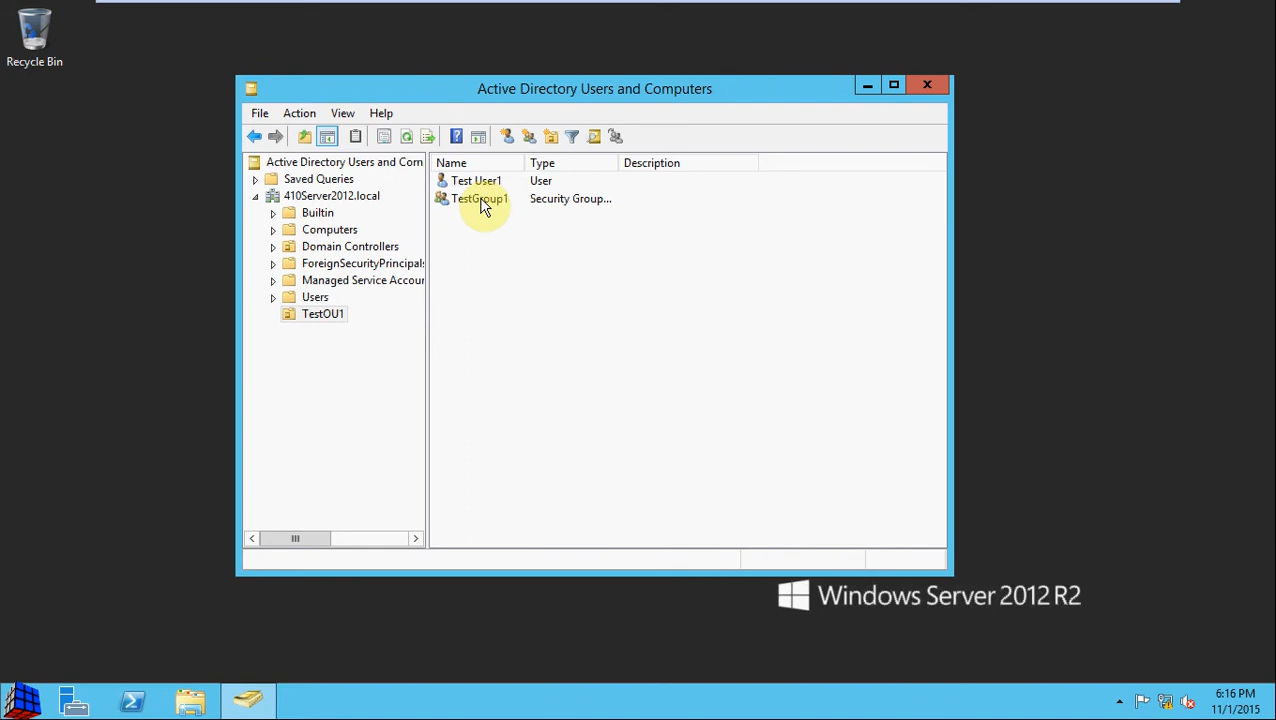 Recycle Bin
Active Directory Users and Computers
File Action View Help
Active Directory Users and Com
Saved Queries
410Server2012.local
Builtin
Computers
Domain Controllers
ForeignSecurityPrincipals
Managed Service Accour
Users
TestOU1
Name Type Description
Test User1 User
TestGroup1 Security Group...
Windows Server 2012 R2
6:16 PM
11/1/2015